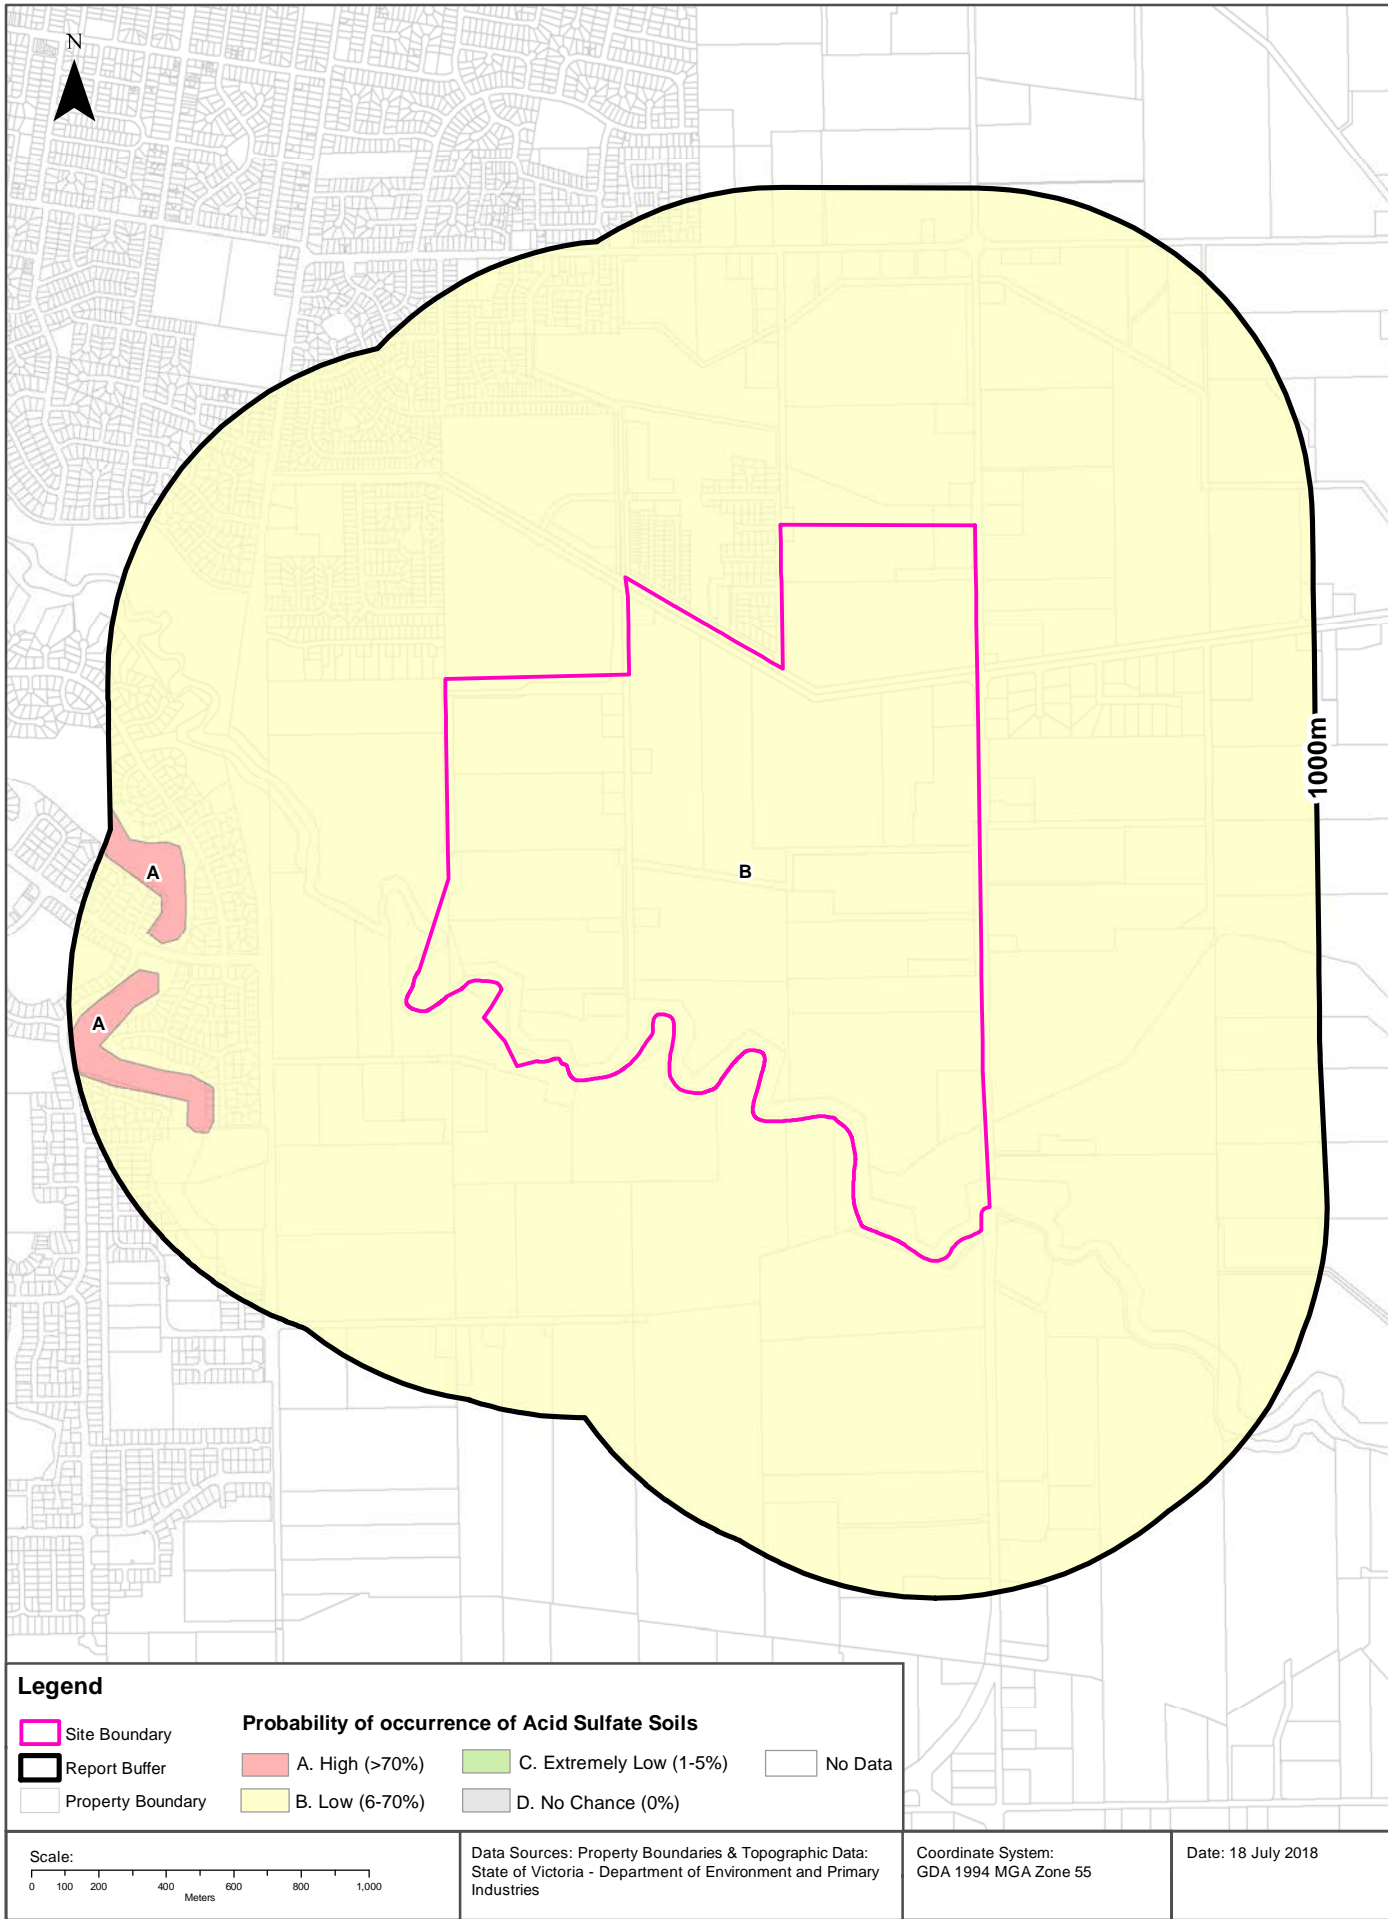 N
1000m
A
B
A
Legend
Site Boundary
Report Buffer
Property Boundary
Probability of occurrence of Acid Sulfate Soils
A. High (>70%)
C. Extremely Low (1-5%)
No Data
B. Low (6-70%)
D. No Chance (0%)
Scale:
0 100 200 400 600 800 1,000
Meters
Data Sources: Property Boundaries & Topographic Data:
State of Victoria - Department of Environment and Primary
Industries
Coordinate System:
GDA 1994 MGA Zone 55
Date: 18 July 2018